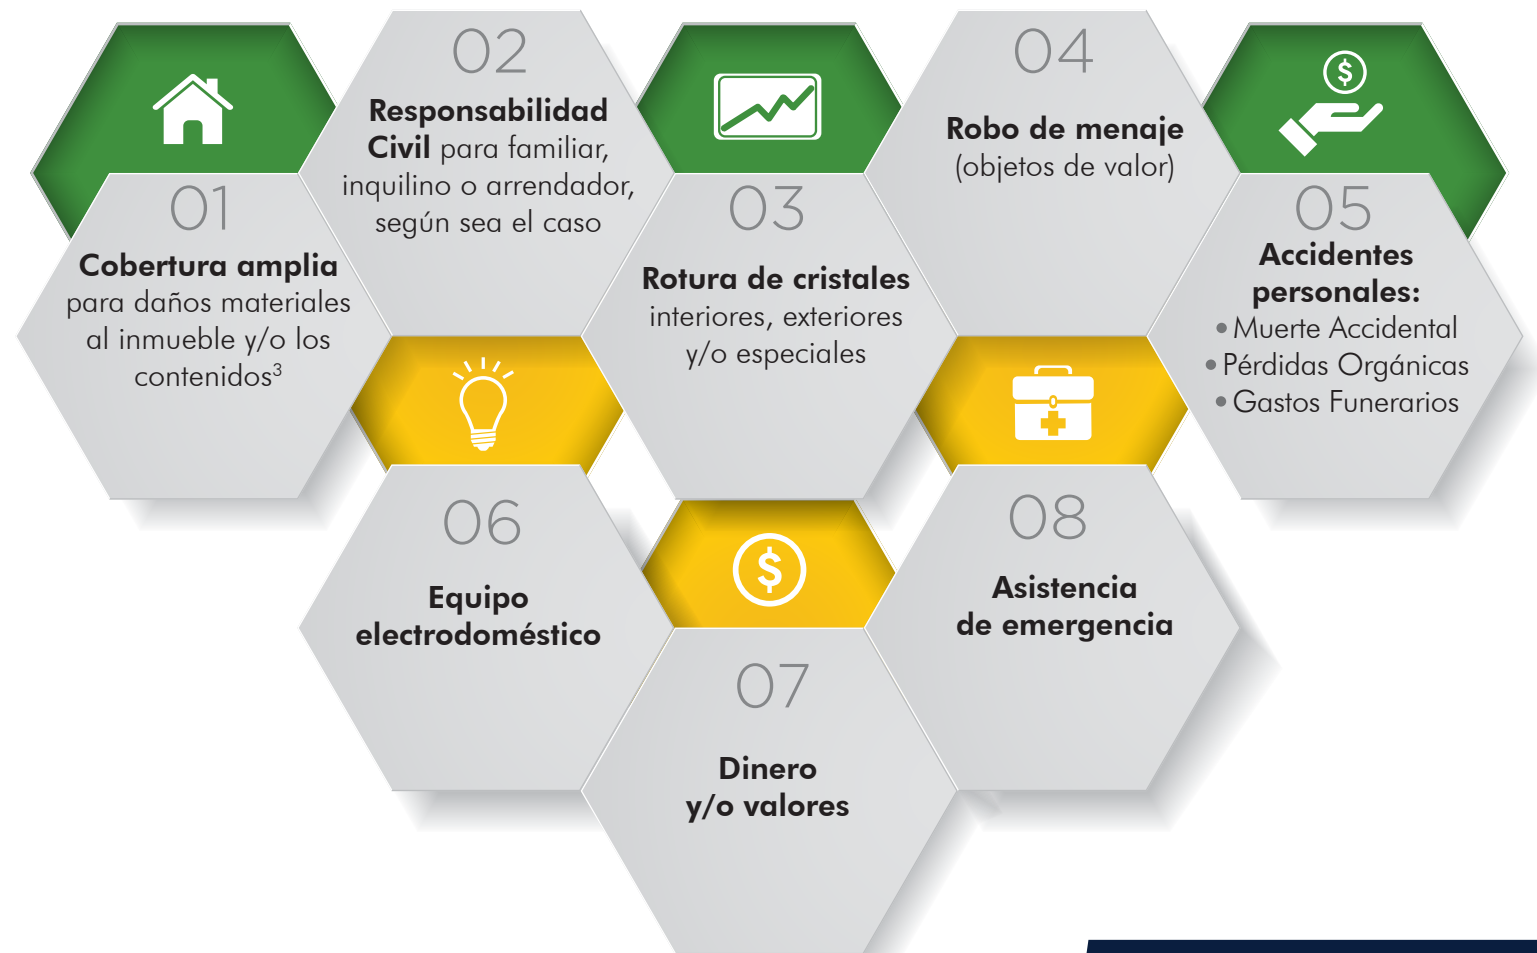 01
Cobertura amplia
para daños materiales
al inmueble y/o los
contenidos³
02
Responsabilidad
Civil para familiar,
inquilino o arrendador,
según sea el caso
03
Rotura de cristales
interiores, exteriores
y/o especiales
04
Robo de menaje
(objetos de valor)
05
Accidentes
personales:
• Muerte Accidental
• Pérdidas Orgánicas
• Gastos Funerarios
06
Equipo
electrodoméstico
$
07
Dinero
y/o valores
08
Asistencia
de emergencia
$